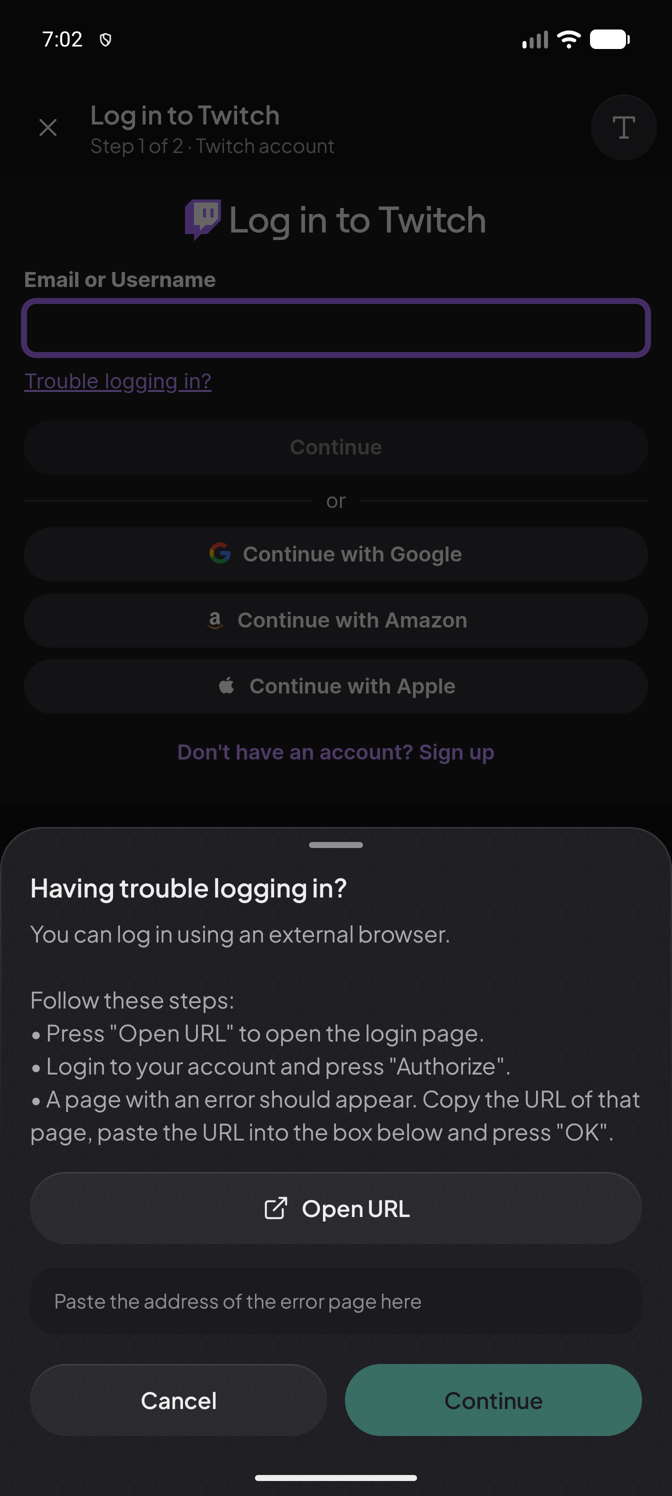 7:02
Log in to Twitch
Step 1 of 2 · Twitch account
T
Log in to Twitch
Email or Username
Trouble logging in?
Continue
or
Continue with Google
Continue with Amazon
Continue with Apple
Don't have an account? Sign up
Having trouble logging in?
You can log in using an external browser.
Follow these steps:
• Press "Open URL" to open the login page.
• Login to your account and press "Authorize".
• A page with an error should appear. Copy the URL of that
page, paste the URL into the box below and press "OK".
Open URL
Paste the address of the error page here
Cancel
Continue